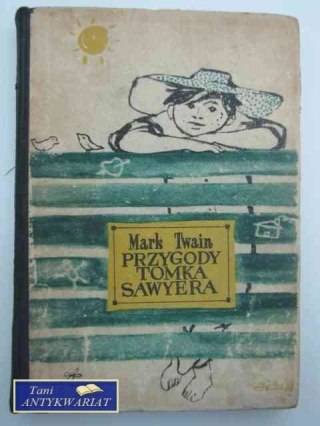 Mark Twain
PRZYGODY
TOMKA
SAWYERA
Tani
ANTYKWARIAT